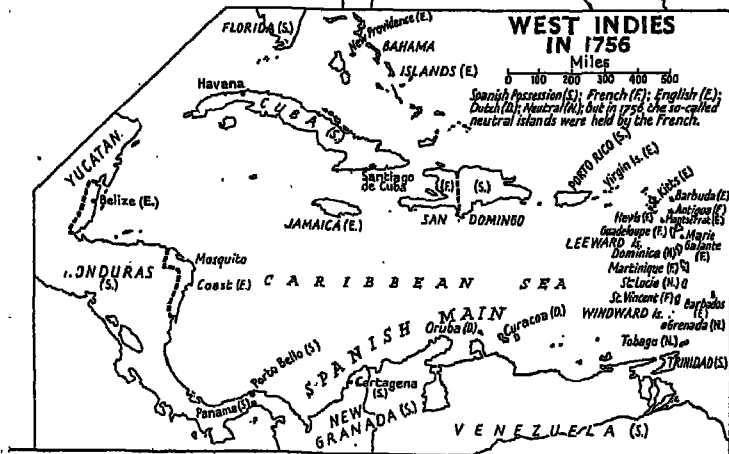 WEST INDIES
IN 1756
Miles
0 100 200 300 400 500
Spanish Possession (S.); French (F.); English (E.);
Dutch (D.); Neutral (N.); but in 1756 the so-called
neutral islands were held by the French.
FLORIDA (S.)
New Providence (E.)
BAHAMA
ISLANDS (E.)
Havana
CUBA (S.)
YUCATAN
Belize (E.)
Santiago
de Cuba
(F.) (S.)
SAN DOMINGO
JAMAICA (E.)
PORTO RICO (S.)
Virgin Is. (E.)
St. Kitts (E.)
Barbuda (E.)
Nevis
Guadeloupe (F.)
Marie
Galante
LEEWARD Is.
Dominica (N.)
Martinique
St. Lucia (N.)
St. Vincent
Barbados
(E.)
WINDWARD Is.
Grenada (N.)
Tobago (N.)
TRINIDAD (S.)
HONDURAS
(S.)
Mosquito
Coast (E.)
CARIBBEAN SEA
SPANISH MAIN
Oruba (D.)
Curacoa (D.)
Porto Bello (S.)
Panama (S.)
Cartagena
(S.)
NEW
GRANADA (S.)
VENEZUELA (S.)